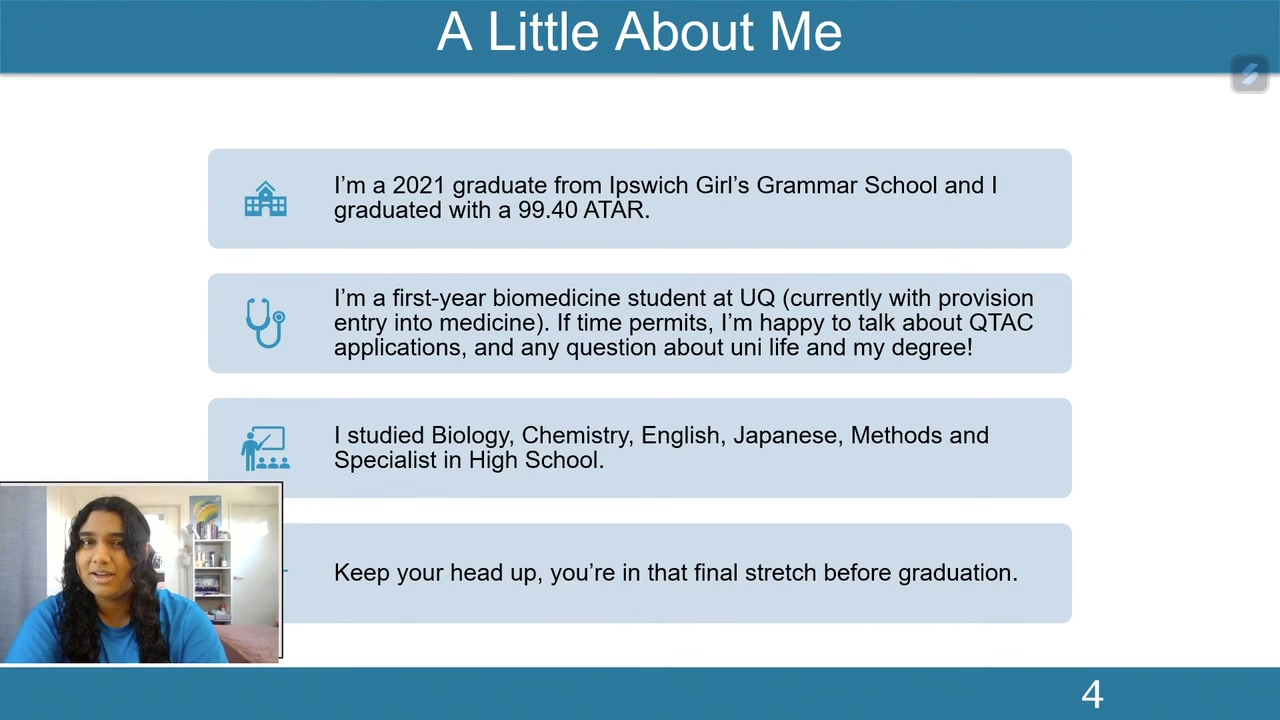 A Little About Me
I’m a 2021 graduate from Ipswich Girl’s Grammar School and I
graduated with a 99.40 ATAR.
I’m a first-year biomedicine student at UQ (currently with provision
entry into medicine). If time permits, I’m happy to talk about QTAC
applications, and any question about uni life and my degree!
I studied Biology, Chemistry, English, Japanese, Methods and
Specialist in High School.
Keep your head up, you’re in that final stretch before graduation.
4